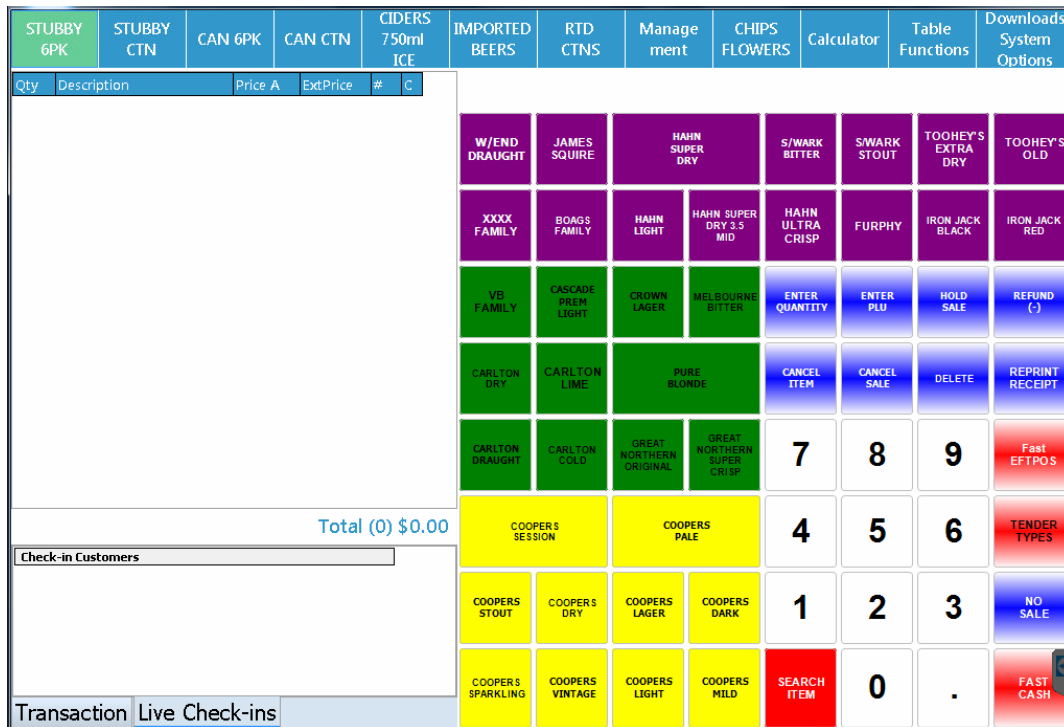 STUBBY
6PK
STUBBY
CTN
CAN 6PK
CAN CTN
CIDERS
750ml
ICE
IMPORTED
BEERS
RTD
CTNS
Manage
ment
CHIPS
FLOWERS
Calculator
Table
Functions
Downloads
System
Options
Qty Description Price A ExtPrice # C
W/END
DRAUGHT
JAMES
SQUIRE
HAHN
SUPER
DRY
S/WARK
BITTER
S/WARK
STOUT
TOOHEY'S
EXTRA
DRY
TOOHEY'S
OLD
XXXX
FAMILY
BOAGS
FAMILY
HAHN
LIGHT
HAHN SUPER
DRY 3.5
MID
HAHN
ULTRA
CRISP
FURPHY
IRON JACK
BLACK
IRON JACK
RED
VB
FAMILY
CASCADE
PREM
LIGHT
CROWN
LAGER
MELBOURNE
BITTER
ENTER
QUANTITY
ENTER
PLU
HOLD
SALE
REFUND
(-)
CARLTON
DRY
CARLTON
LIME
PURE
BLONDE
CANCEL
ITEM
CANCEL
SALE
DELETE
REPRINT
RECEIPT
CARLTON
DRAUGHT
CARLTON
COLD
GREAT
NORTHERN
ORIGINAL
GREAT
NORTHERN
SUPER
CRISP
7
8
9
Fast
EFTPOS
Total (0) $0.00
COOPERS
SESSION
COOPERS
PALE
4
5
6
TENDER
TYPES
Check-in Customers
COOPERS
STOUT
COOPERS
DRY
COOPERS
LAGER
COOPERS
DARK
1
2
3
NO
SALE
COOPERS
SPARKLING
COOPERS
VINTAGE
COOPERS
LIGHT
COOPERS
MILD
SEARCH
ITEM
0
.
FAST
CASH
Transaction
Live Check-ins